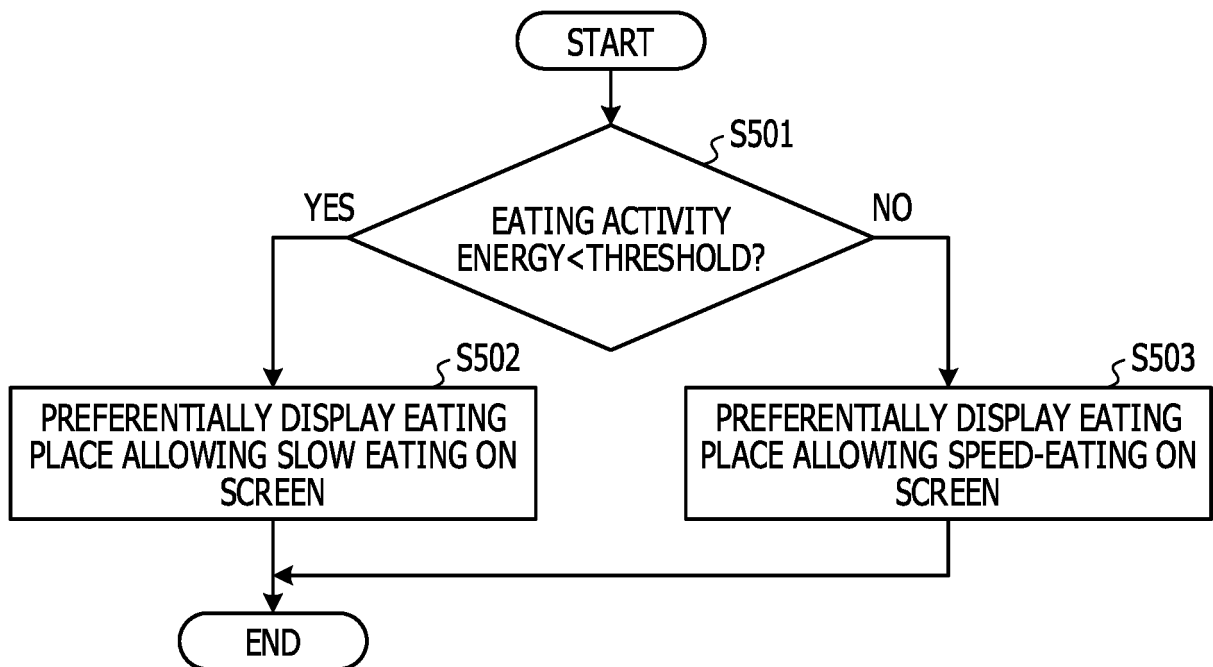 START
S501
YES
NO
EATING ACTIVITY
ENERGY<THRESHOLD?
S502
PREFERENTIALLY DISPLAY EATING
PLACE ALLOWING SLOW EATING ON
SCREEN
S503
PREFERENTIALLY DISPLAY EATING
PLACE ALLOWING SPEED-EATING ON
SCREEN
END